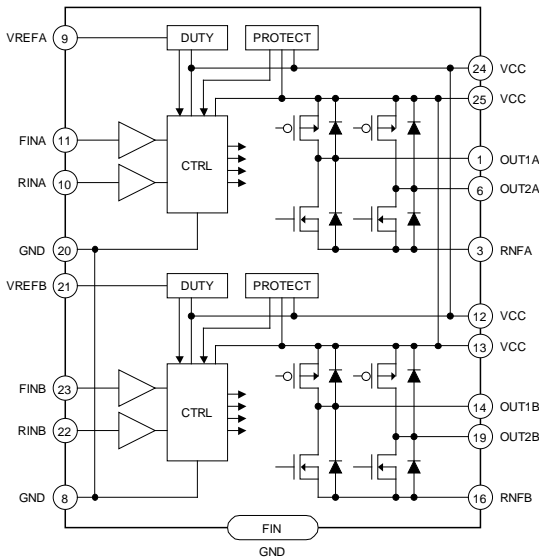 VREFA 9 DUTY PROTECT
24 VCC
25 VCC
FINA 11
CTRL
1 OUT1A
RINA 10
6 OUT2A
GND 20
3 RNFA
VREFB 21 DUTY PROTECT
12 VCC
13 VCC
FINB 23
CTRL
14 OUT1B
RINB 22
19 OUT2B
GND 8
16 RNFB
FIN
GND